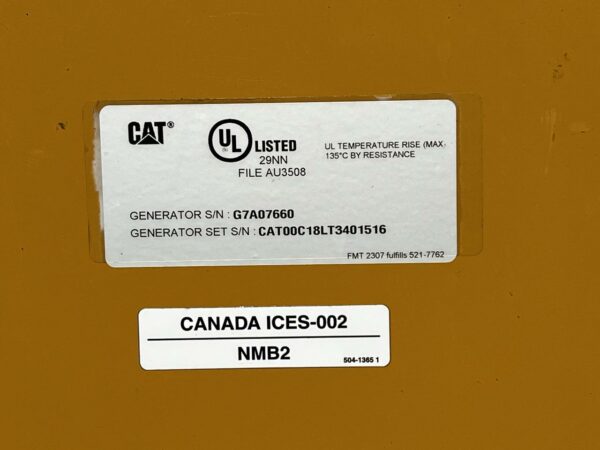 CAT®
UL® LISTED
29NN
FILE AU3508
UL TEMPERATURE RISE (MAX
135°C BY RESISTANCE
GENERATOR S/N : G7A07660
GENERATOR SET S/N : CAT00C18LT3401516
FMT 2307 fulfills 521-7762
CANADA ICES-002
NMB2
504-1365 1